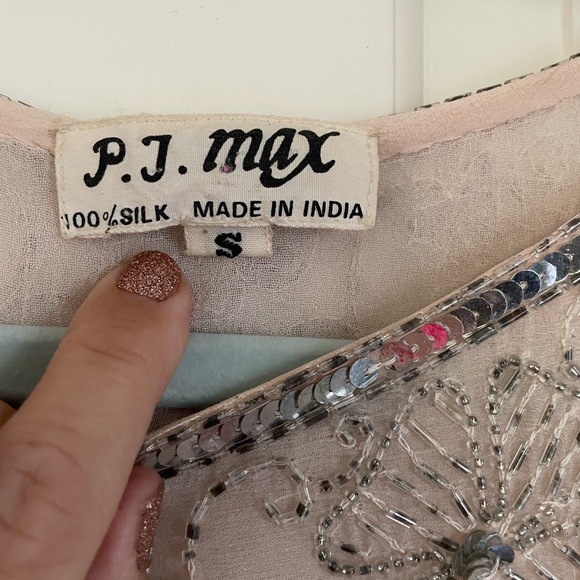 P.J. max
100% SILK MADE IN INDIA
S